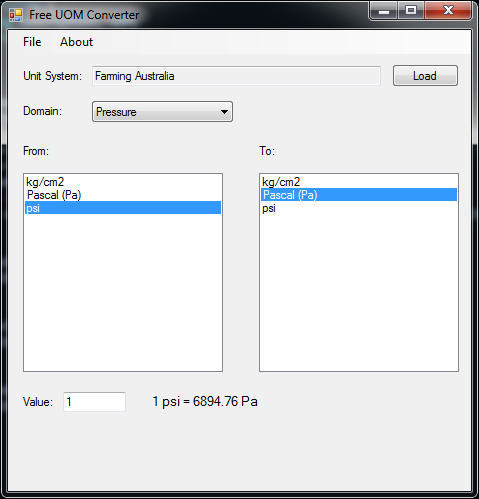 Free UOM Converter
File About
Unit System: Farming Australia Load
Domain: Pressure
From: To:
kg/cm2 kg/cm2
Pascal (Pa) Pascal (Pa)
psi psi
Value: 1 1 psi = 6894.76 Pa